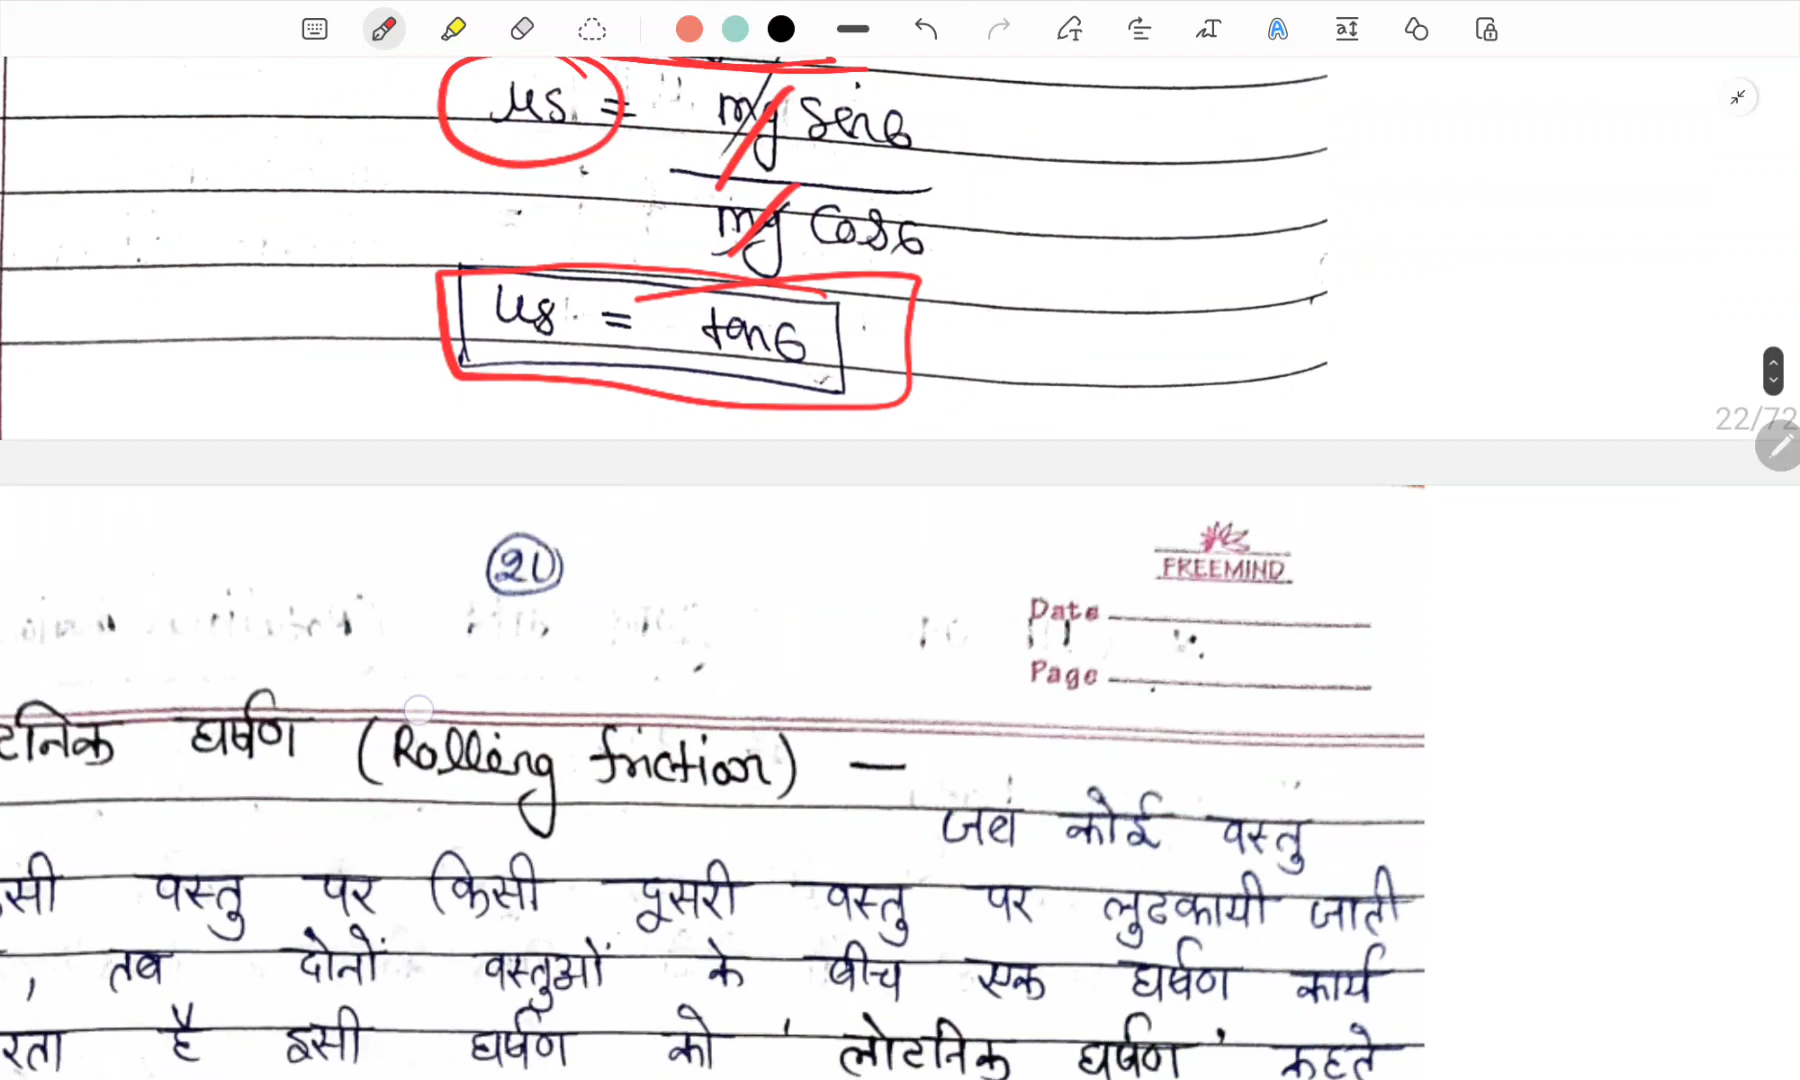 μs = mg sinθ
mg cosθ
μs = tanθ
22/72
21
FREEMIND
Date
Page
टनिक घर्षण (Rolling friction) —
जब कोई वस्तु
सी वस्तु पर किसी दूसरी वस्तु पर लुढकायी जाती
, तब दोनों वस्तुओं के बीच एक घर्षण कार्य
रता है इसी घर्षण को 'लोटनिक घर्षण' कहते